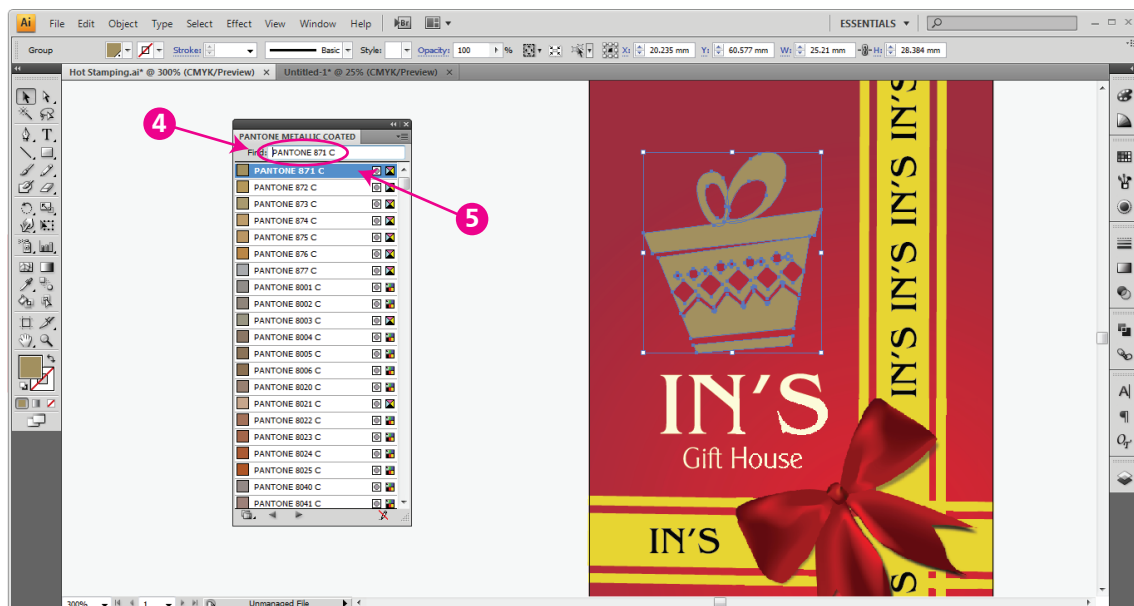 Ai File Edit Object Type Select Effect View Window Help Br ESSENTIALS
Group Stroke: Basic Style: Opacity: 100 % X: 20.235 mm Y: 60.577 mm W: 25.21 mm H: 28.384 mm
Hot Stamping.ai* @ 300% (CMYK/Preview) × Untitled-1* @ 25% (CMYK/Preview) ×
4
PANTONE METALLIC COATED
Find: PANTONE 871 C
PANTONE 871 C
PANTONE 872 C
PANTONE 873 C
PANTONE 874 C
PANTONE 875 C
PANTONE 876 C
PANTONE 877 C
PANTONE 8001 C
PANTONE 8002 C
PANTONE 8003 C
PANTONE 8004 C
PANTONE 8005 C
PANTONE 8006 C
PANTONE 8020 C
PANTONE 8021 C
PANTONE 8022 C
PANTONE 8023 C
PANTONE 8024 C
PANTONE 8025 C
PANTONE 8040 C
PANTONE 8041 C
5
IN'S
Gift House
IN'S IN'S IN'S IN'S
IN'S
300% 1 Unmanaged File